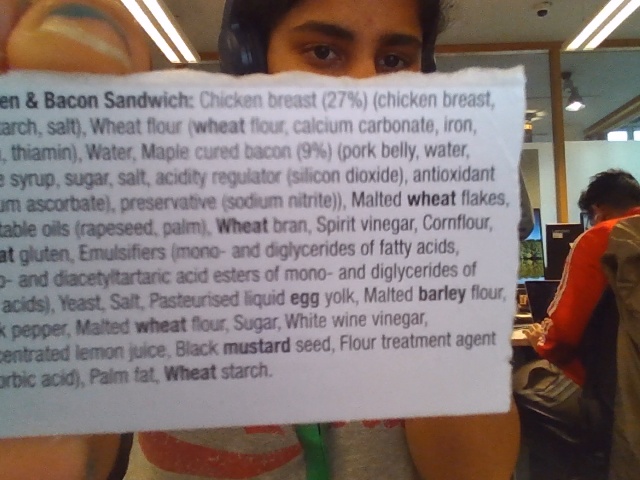 en & Bacon Sandwich: Chicken breast (27%) (chicken breast,
arch, salt), Wheat flour (wheat flour, calcium carbonate, iron,
, thiamin), Water, Maple cured bacon (9%) (pork belly, water,
e syrup, sugar, salt, acidity regulator (silicon dioxide), antioxidant
um ascorbate), preservative (sodium nitrite)), Malted wheat flakes,
table oils (rapeseed, palm), Wheat bran, Spirit vinegar, Cornflour,
at gluten, Emulsifiers (mono- and diglycerides of fatty acids,
o- and diacetyltartaric acid esters of mono- and diglycerides of
acids), Yeast, Salt, Pasteurised liquid egg yolk, Malted barley flour,
k pepper, Malted wheat flour, Sugar, White wine vinegar,
centrated lemon juice, Black mustard seed, Flour treatment agent
orbic acid), Palm fat, Wheat starch.